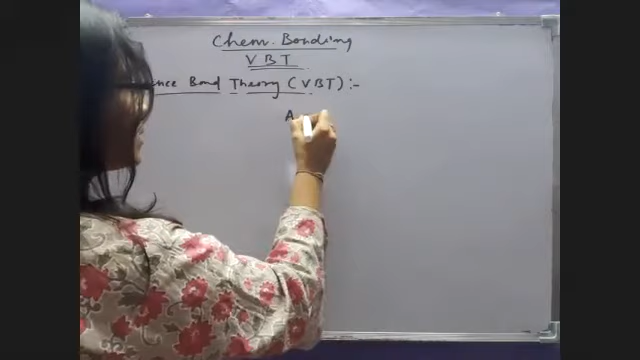 Chem. Bonding
VBT
ence Bond Theory (VBT) :-
A